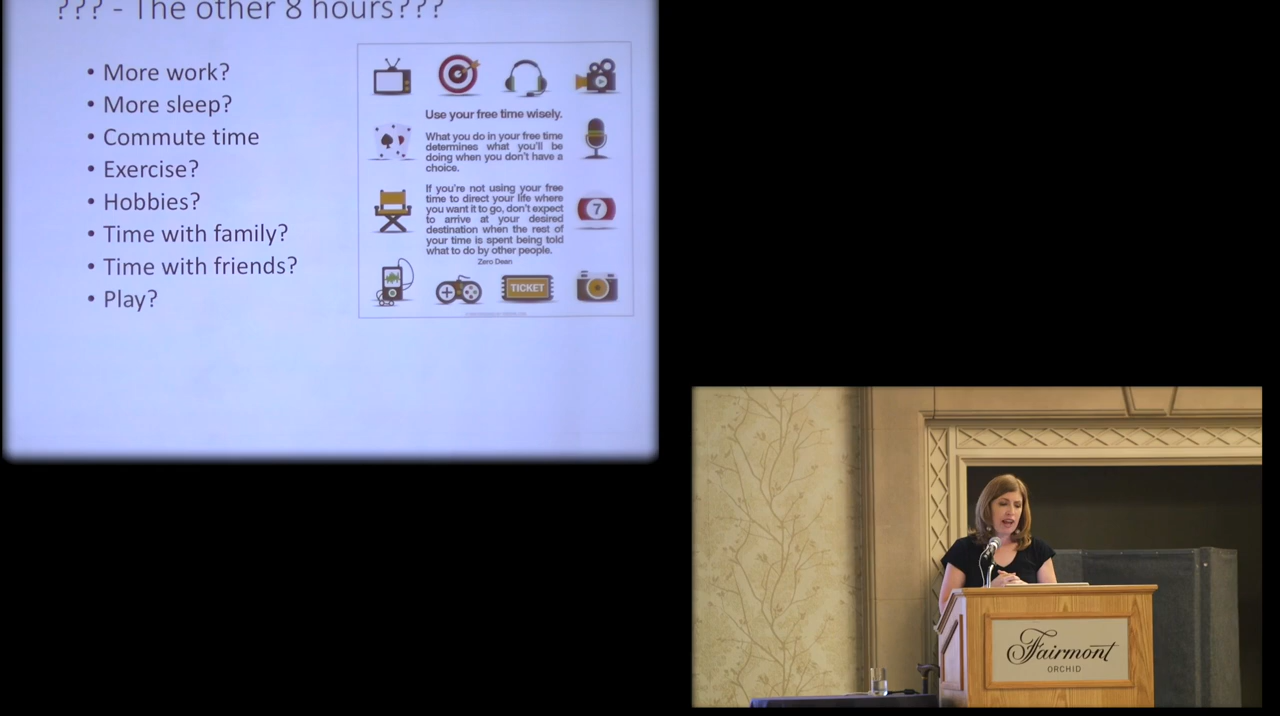 ??? - The other 8 hours???
• More work?
• More sleep?
• Commute time
• Exercise?
• Hobbies?
• Time with family?
• Time with friends?
• Play?
Use your free time wisely.
What you do in your free time
determines what you'll be
doing when you don't have a
choice.
If you're not using your free
time to direct your life where
you want it to go, don't expect
to arrive at your desired
destination when the rest of
your time is spent being told
what to do by other people.
Zero Dean
7
TICKET
Fairmont
ORCHID